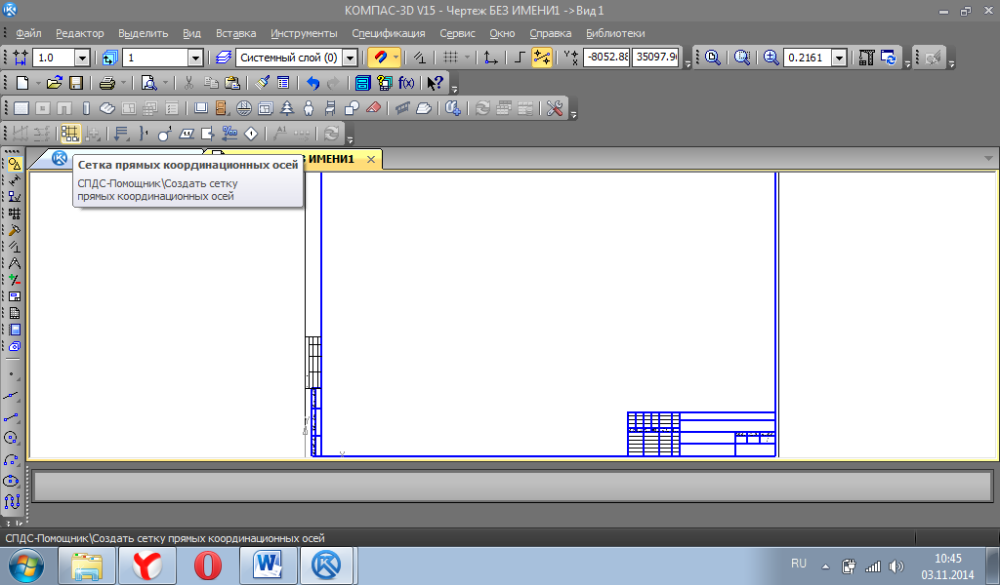 КОМПАС-3D V15 - Чертеж БЕЗ ИМЕНИ1 ->Вид 1
Файл Редактор Выделить Вид Вставка Инструменты Спецификация Сервис Окно Справка Библиотеки
1.0 1 Системный слой (0) -8052.88 35097.9 0.2161
f(x)
ИМЕНИ1
Сетка прямых координационных осей
СПДС-Помощник\Создать сетку
прямых координационных осей
СПДС-Помощник\Создать сетку прямых координационных осей
RU
10:45
03.11.2014